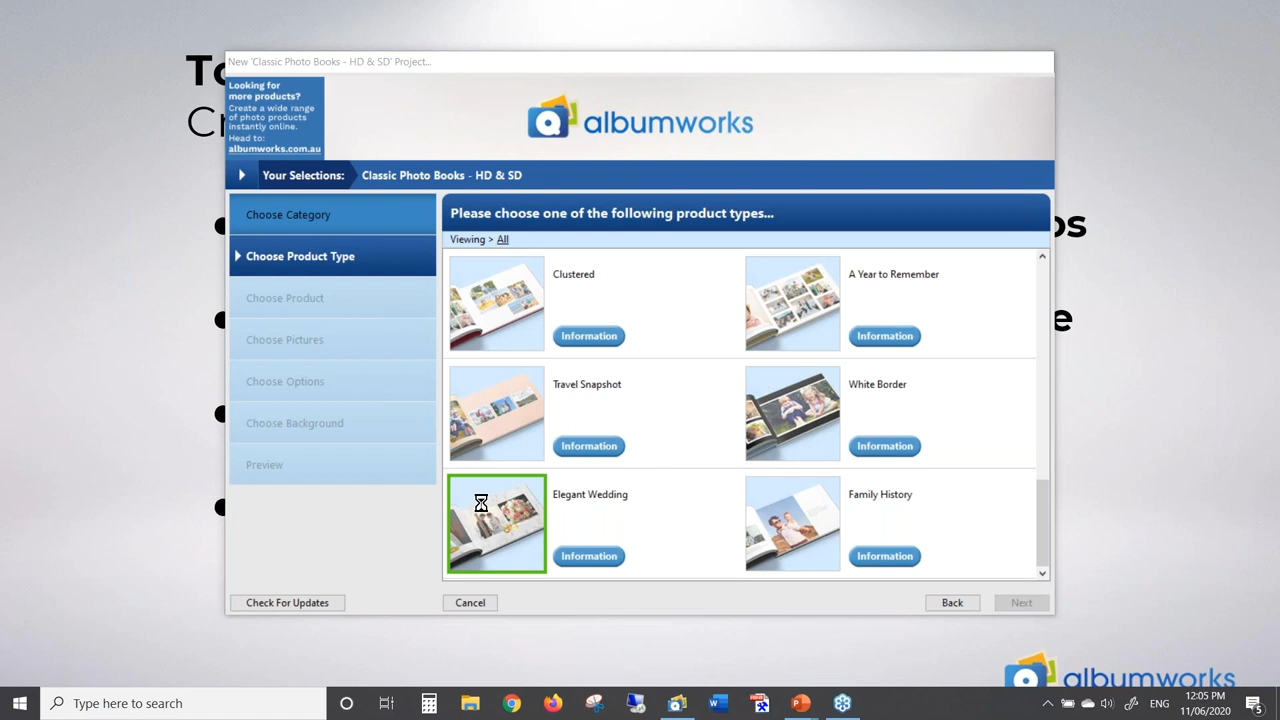 To
Cr
os
e
New 'Classic Photo Books - HD & SD' Project...
Looking for
more products?
Create a wide range
of photo products
instantly online.
Head to:
albumworks.com.au
albumworks
Your Selections: Classic Photo Books - HD & SD
Choose Category
Choose Product Type
Choose Product
Choose Pictures
Choose Options
Choose Background
Preview
Please choose one of the following product types...
Viewing > All
Clustered
Information
A Year to Remember
Information
Travel Snapshot
Information
White Border
Information
Elegant Wedding
Information
Family History
Information
Check For Updates
Cancel
Back
Next
albumworks
Type here to search
ENG
12:05 PM
11/06/2020
5